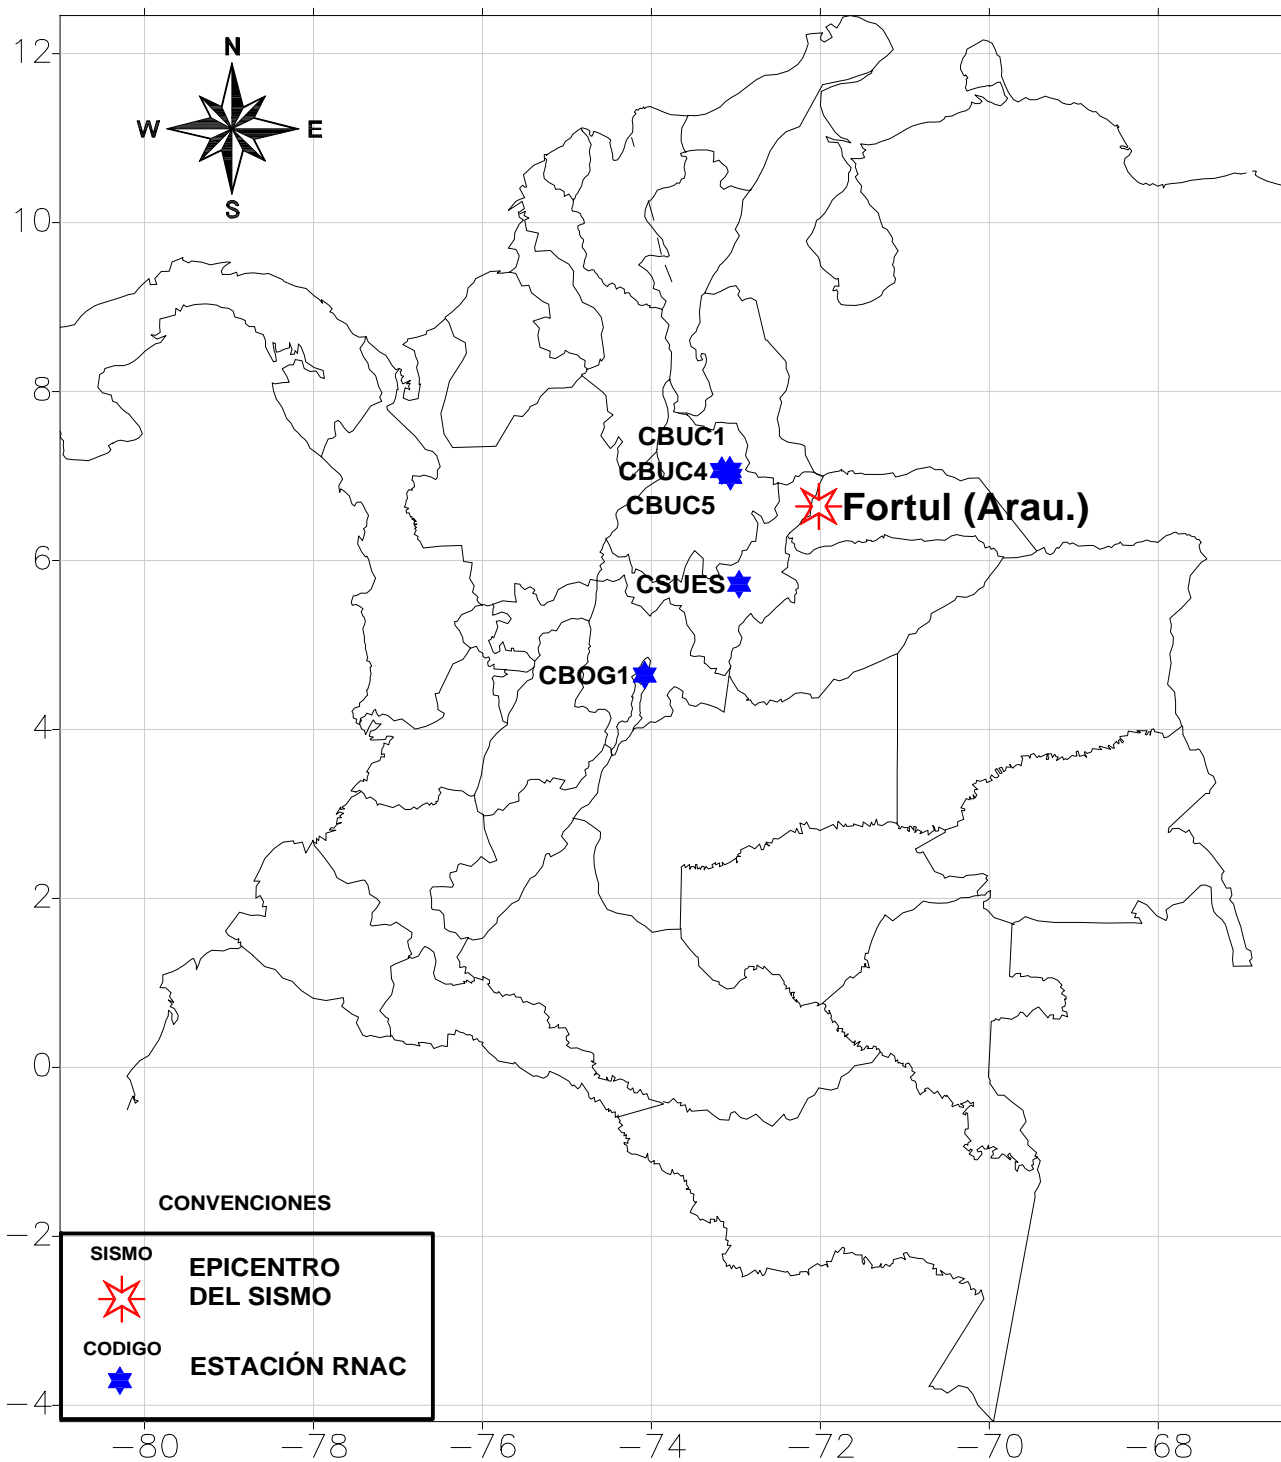 N
W
E
S
12
10
8
6
4
2
0
−2
−4
CBUC1
CBUC4
CBUC5
Fortul (Arau.)
CSUES
CBOG1
CONVENCIONES
SISMO
EPICENTRO
DEL SISMO
CODIGO
ESTACIÓN RNAC
−80
−78
−76
−74
−72
−70
−68